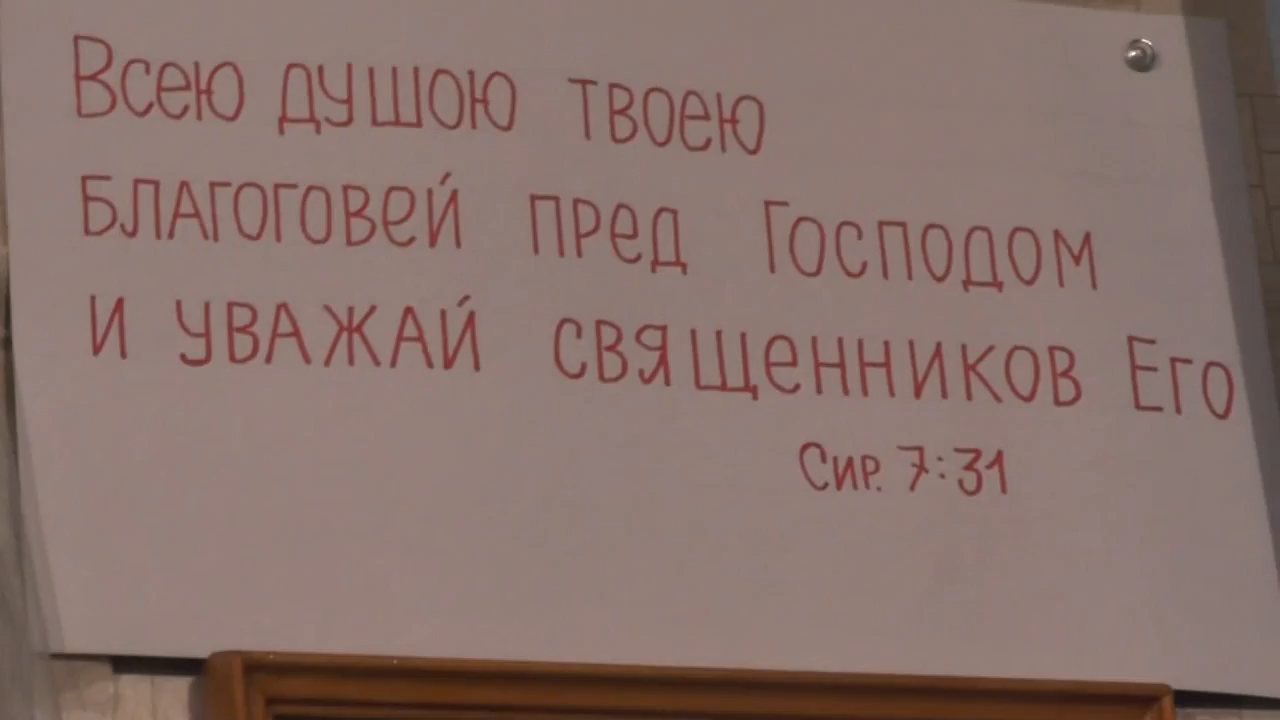 Всею душою твоею
благоговей пред Господом
и уважай священников Его
Сир. 7:31